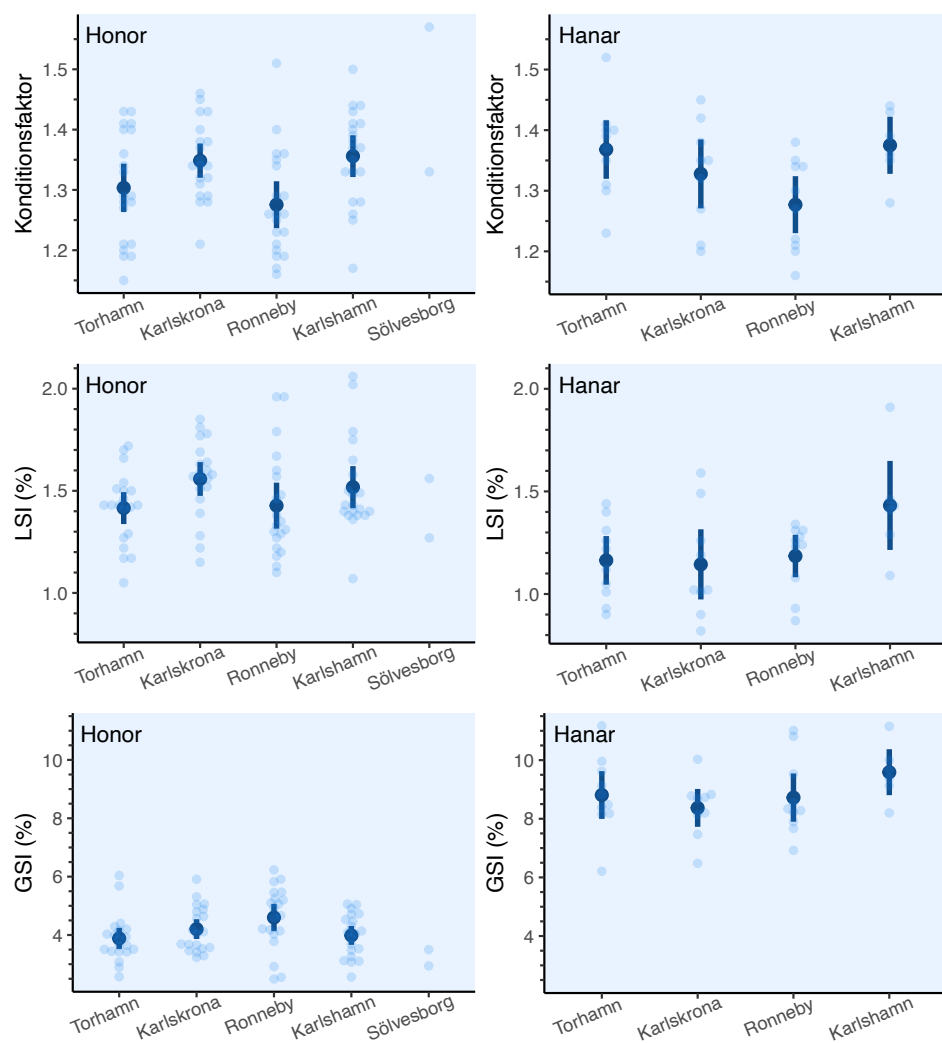 Honor
Konditionsfaktor
1.5
1.4
1.3
1.2
Torhamn Karlskrona Ronneby Karlshamn Sölvesborg
Hanar
Konditionsfaktor
1.5
1.4
1.3
1.2
Torhamn Karlskrona Ronneby Karlshamn
Honor
LSI (%)
2.0
1.5
1.0
Torhamn Karlskrona Ronneby Karlshamn Sölvesborg
Hanar
LSI (%)
2.0
1.5
1.0
Torhamn Karlskrona Ronneby Karlshamn
Honor
GSI (%)
10
8
6
4
Torhamn Karlskrona Ronneby Karlshamn Sölvesborg
Hanar
GSI (%)
10
8
6
4
Torhamn Karlskrona Ronneby Karlshamn